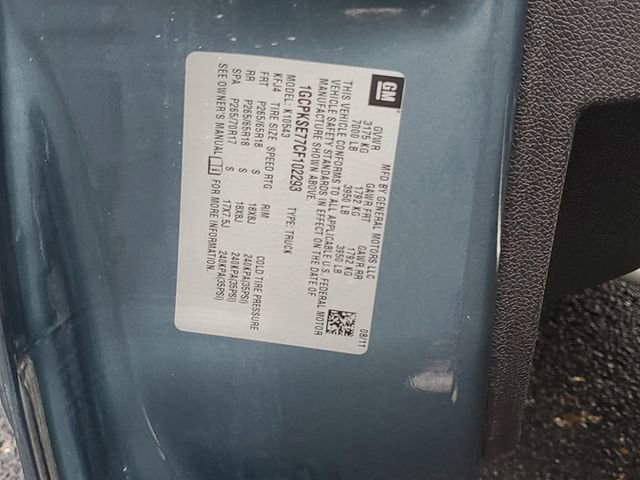 GM
MFD BY GENERAL MOTORS LLC
08/11
GVWR GAWR FRT GAWR RR
3175 KG 1792 KG 1792 KG
7000 LB 3950 LB 3950 LB
THIS VEHICLE CONFORMS TO ALL APPLICABLE U.S. FEDERAL MOTOR
VEHICLE SAFETY STANDARDS IN EFFECT ON THE DATE OF
MANUFACTURE SHOWN ABOVE.
1GCPKSE77CF102293 TYPE: TRUCK
MODEL: K10543
KFJ4 TIRE SIZE SPEED RTG RIM COLD TIRE PRESSURE
FRT P265/65R18 S 18X8J 240KPA(35PSI)
RR P265/65R18 S 18X8J 240KPA(35PSI)
SPA P265/70R17 S 17X7.5J 240KPA(35PSI)
SEE OWNER'S MANUAL FOR MORE INFORMATION.